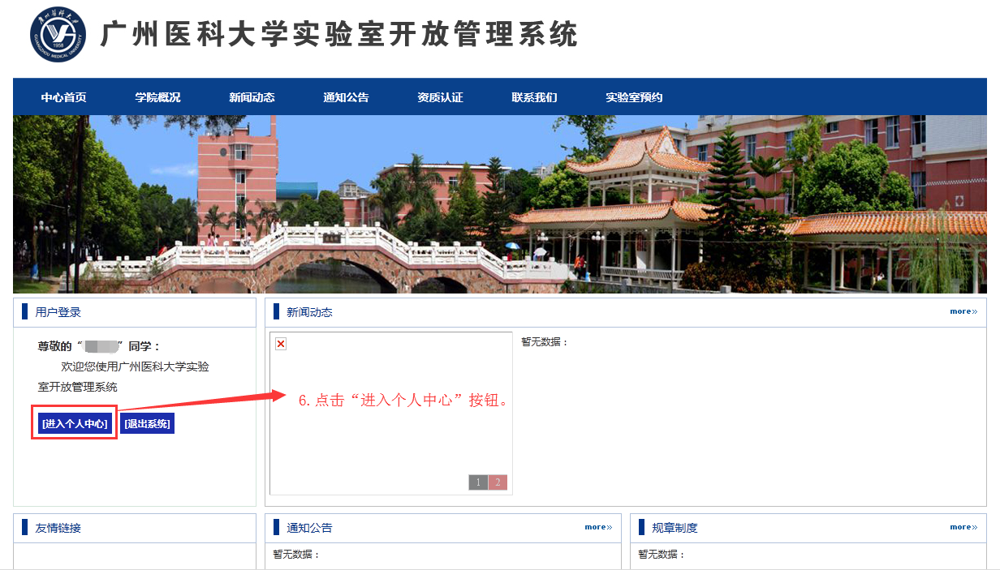 广州医科大学实验室开放管理系统
1958
GUANGZHOU MEDICAL UNIVERSITY
中心首页 学院概况 新闻动态 通知公告 资质认证 联系我们 实验室预约
用户登录
尊敬的“ ”同学：
欢迎您使用广州医科大学实验
室开放管理系统
[进入个人中心] [退出系统]
新闻动态 more»
暂无数据：
6.点击“进入个人中心”按钮。
1 2
友情链接
通知公告 more»
暂无数据：
规章制度 more»
暂无数据：